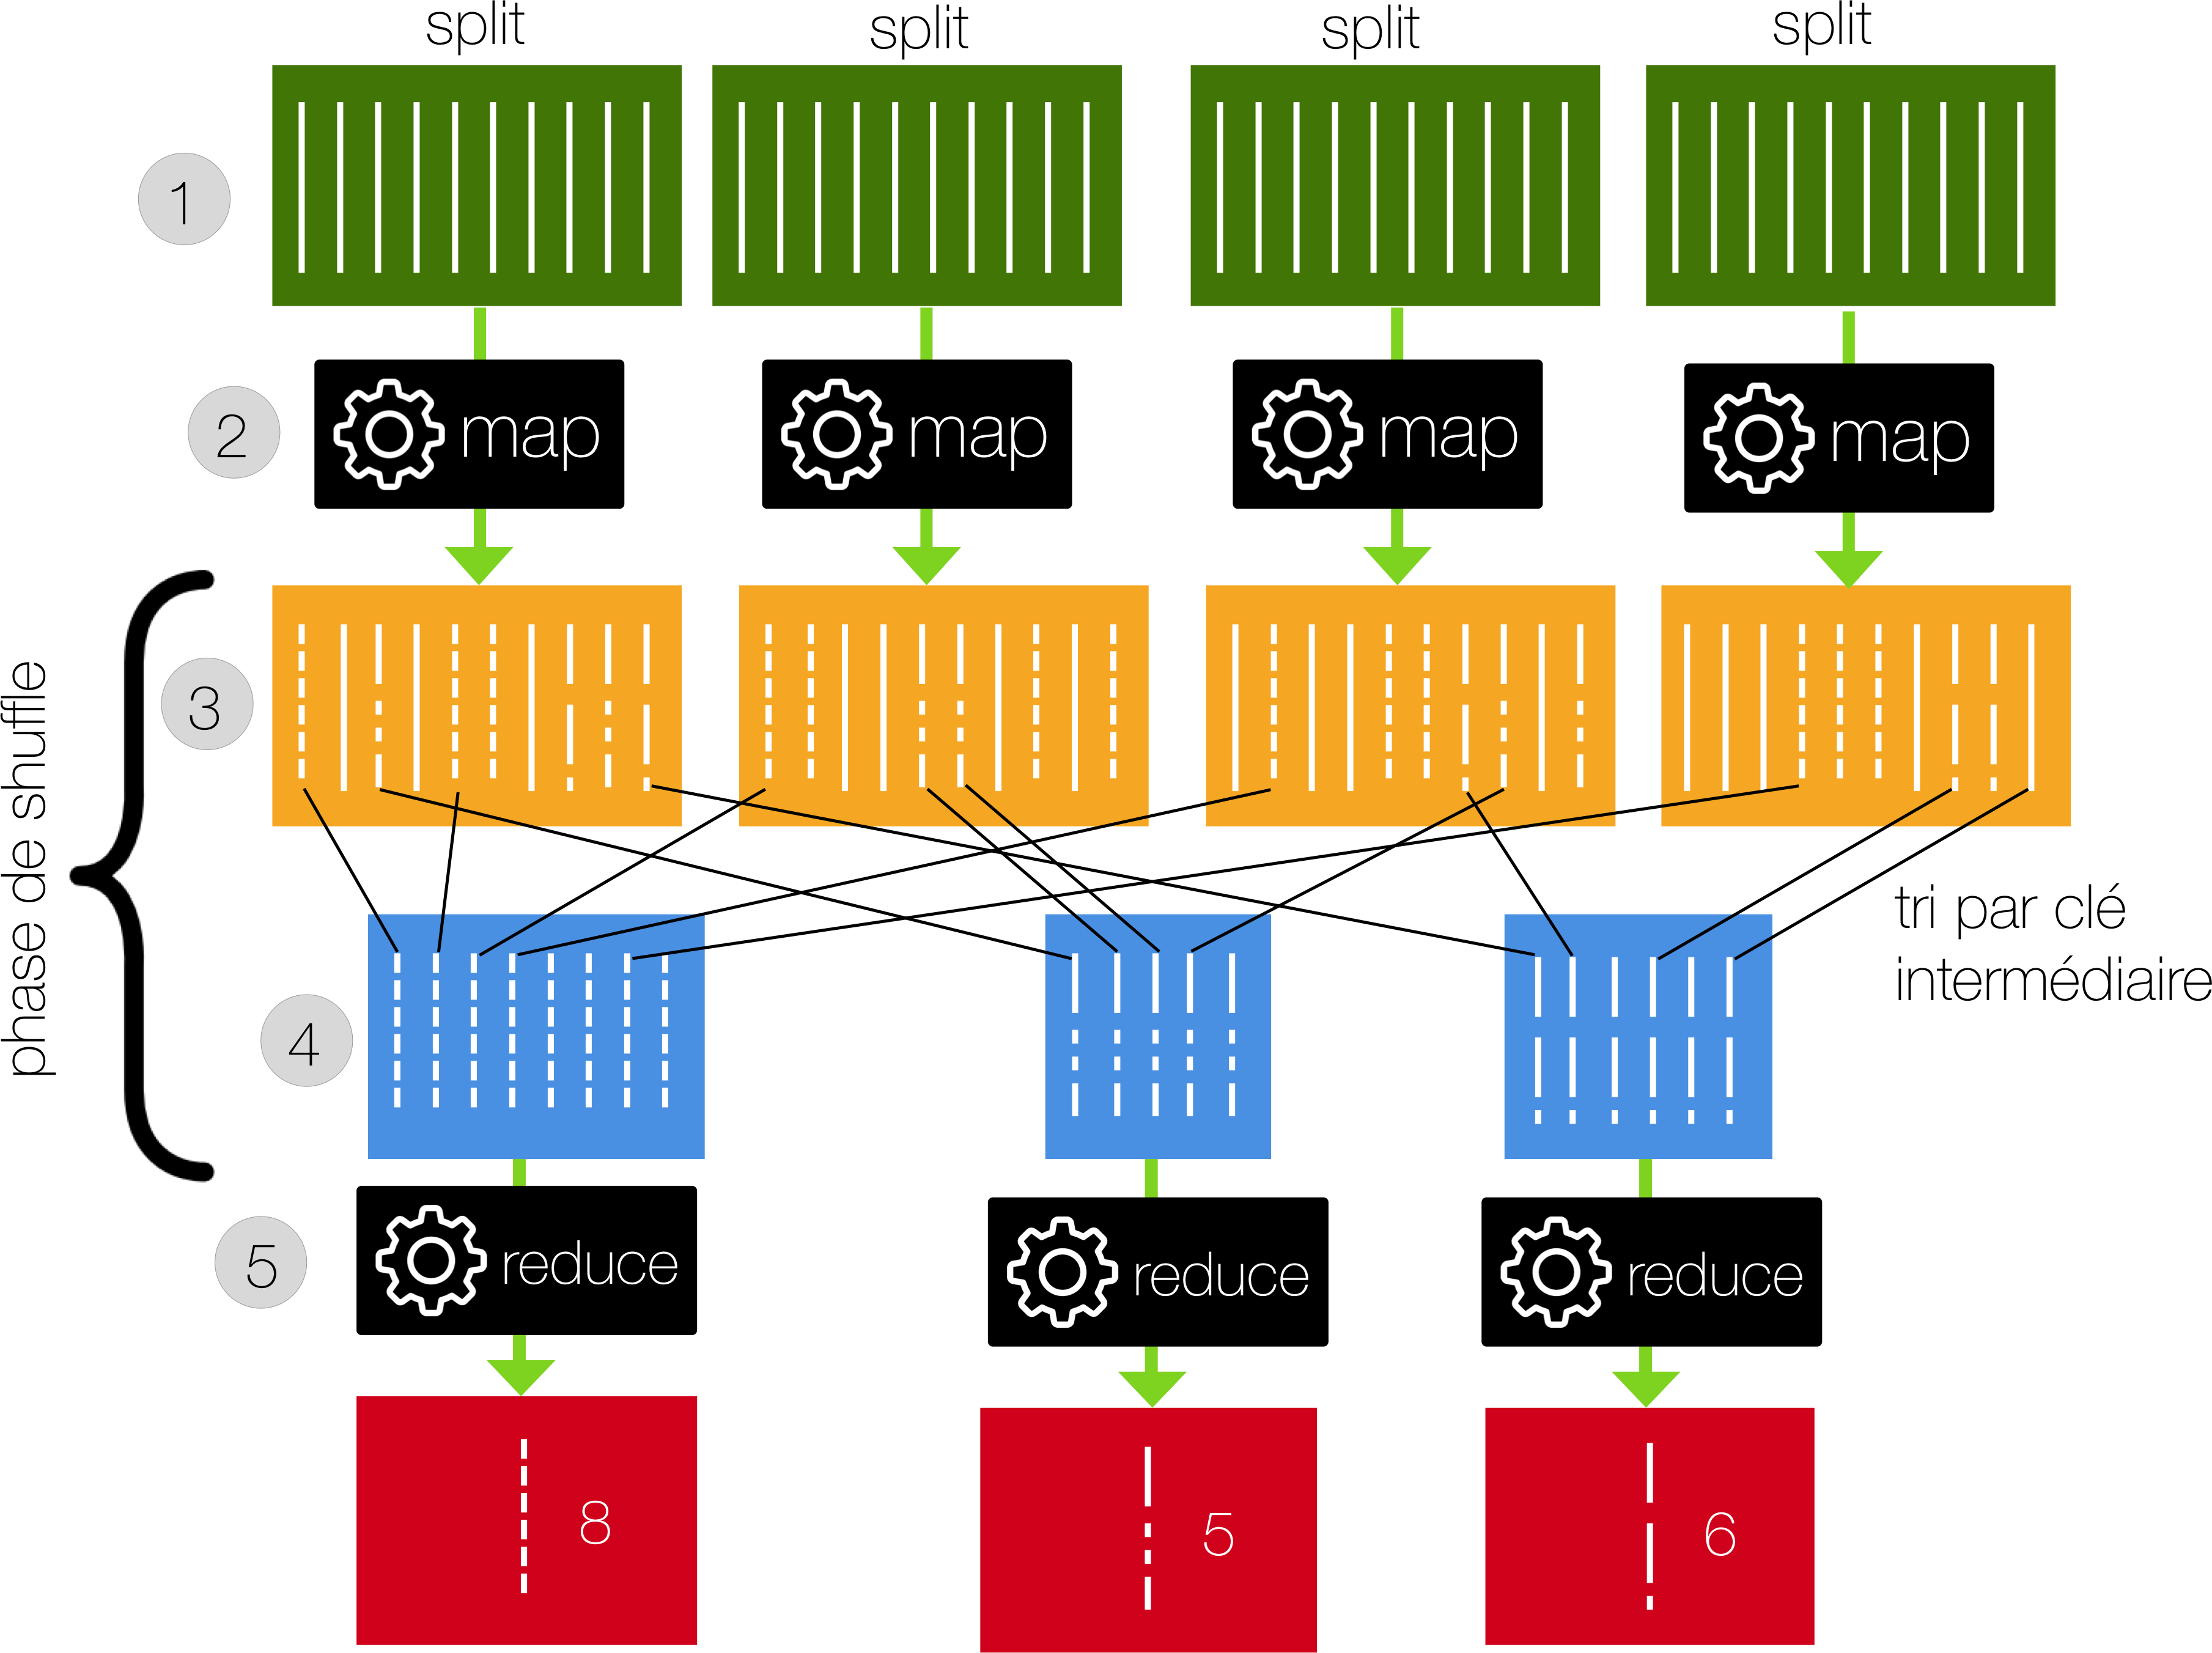 split
split
split
split
1
2
map
map
map
map
phase de shuffle
3
tri par clé
intermédiaire
4
5
reduce
reduce
reduce
8
5
6